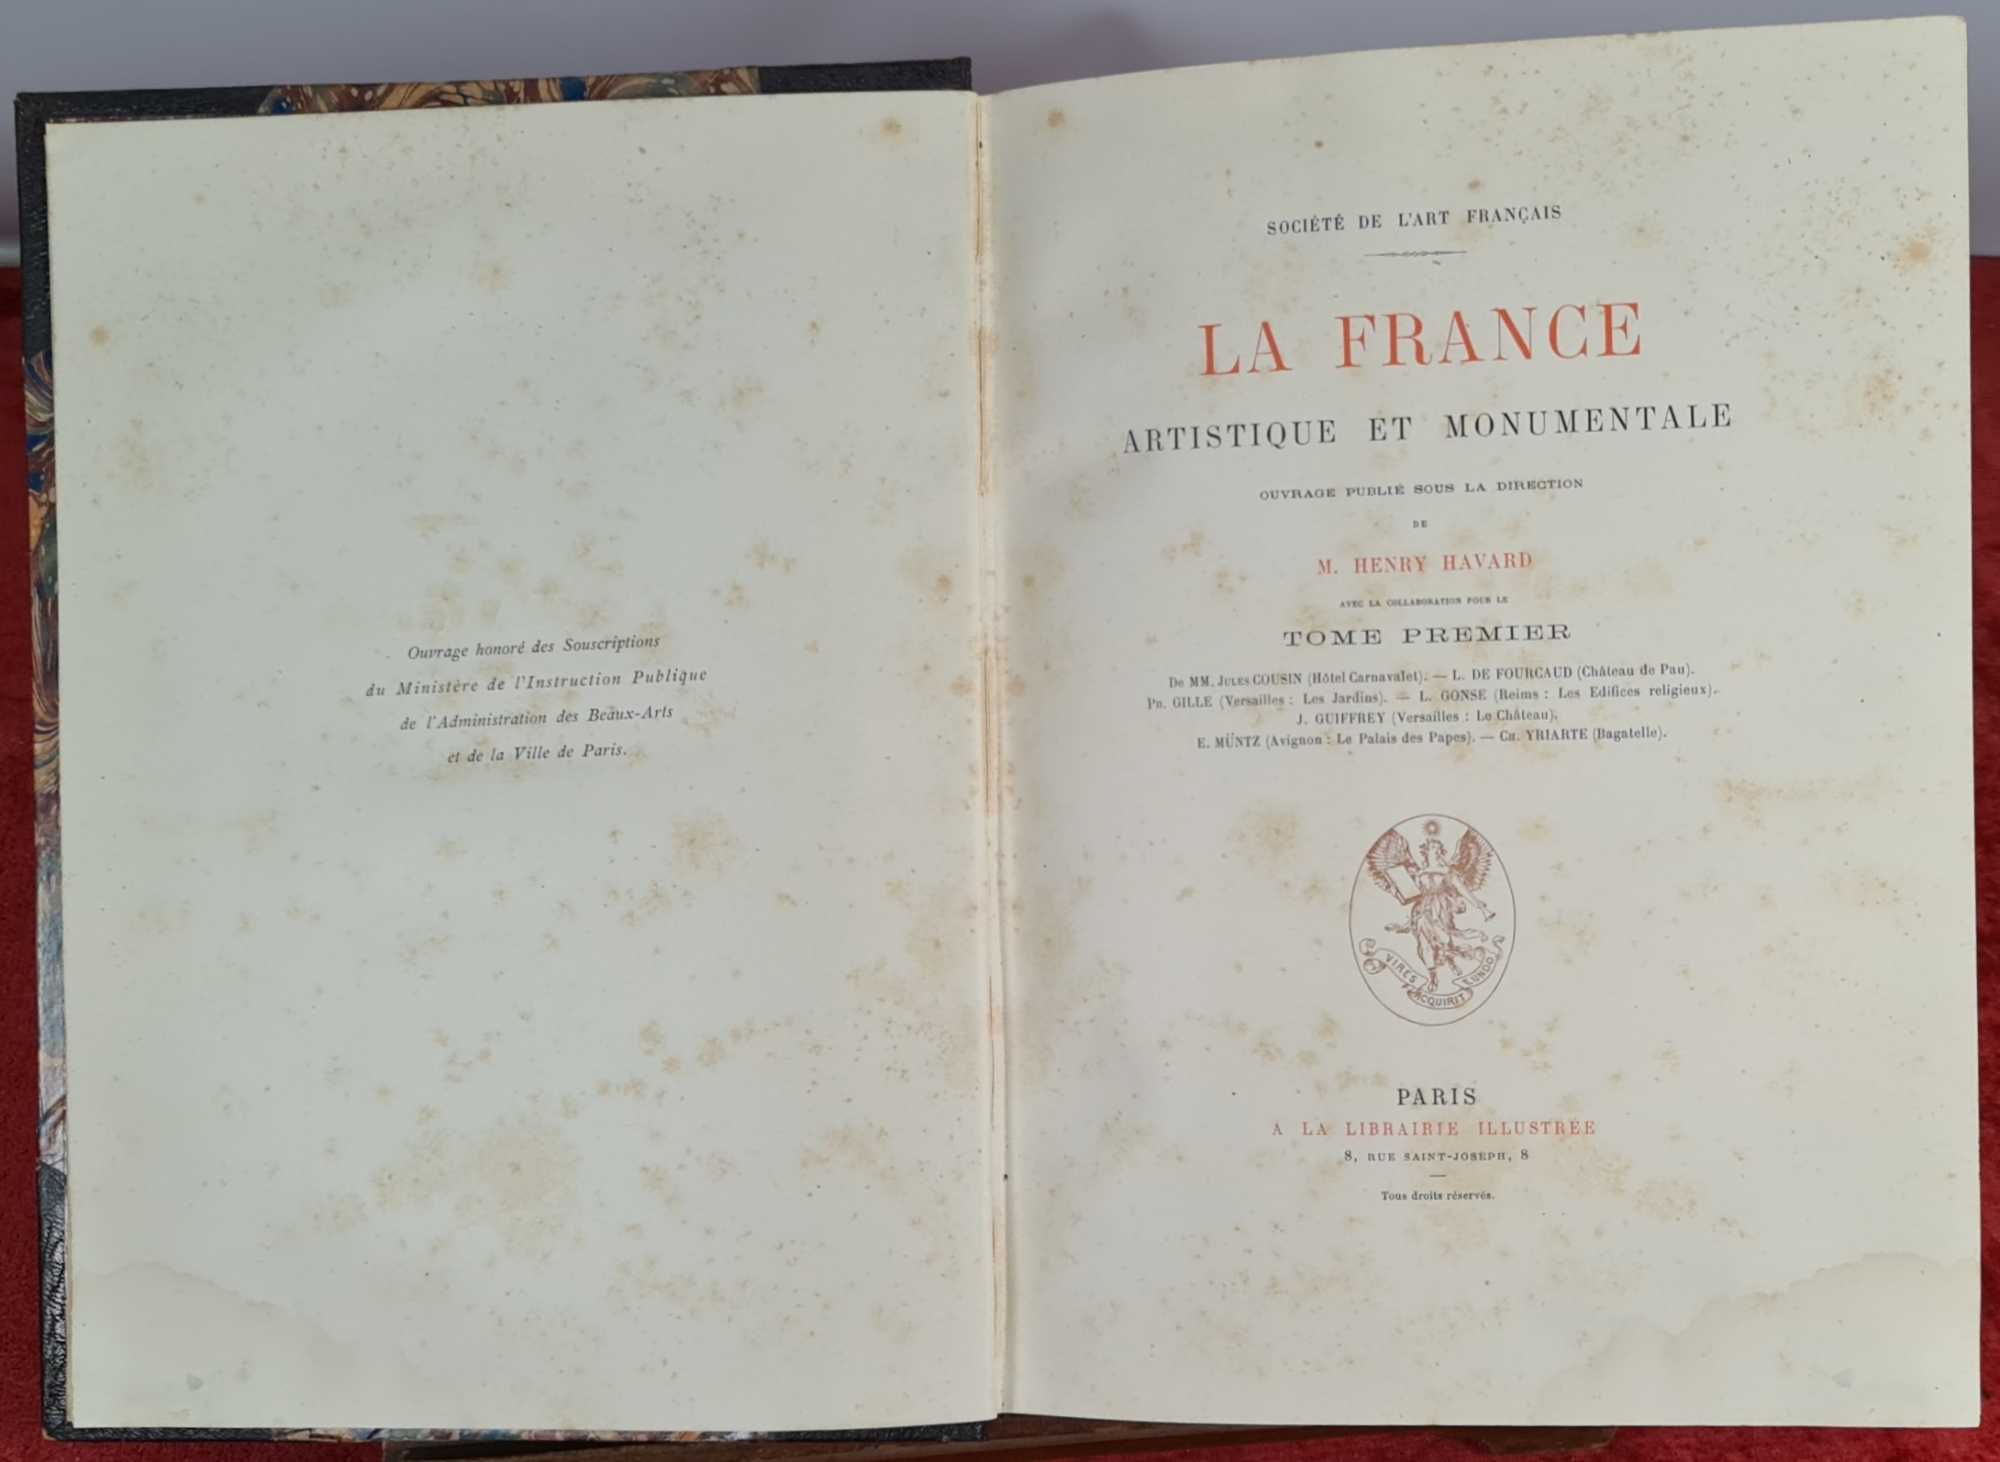 Ouvrage honoré des Souscriptions
du Ministère de l'Instruction Publique
de l'Administration des Beaux-Arts
et de la Ville de Paris.
SOCIÉTÉ DE L'ART FRANÇAIS
LA FRANCE
ARTISTIQUE ET MONUMENTALE
OUVRAGE PUBLIÉ SOUS LA DIRECTION
DE
M. HENRY HAVARD
AVEC LA COLLABORATION POUR LE
TOME PREMIER
De MM. JULES COUSIN (Hôtel Carnavalet). — L. DE FOURCAUD (Château de Pau).
PH. GILLE (Versailles : Les Jardins). — L. GONSE (Reims : Les Edifices religieux).
J. GUIFFREY (Versailles : Le Château).
E. MÜNTZ (Avignon : Le Palais des Papes). — CH. YRIARTE (Bagatelle).
VIRES ACQUIRIT EUNDO
PARIS
A LA LIBRAIRIE ILLUSTRÉE
8, RUE SAINT-JOSEPH, 8
Tous droits réservés.